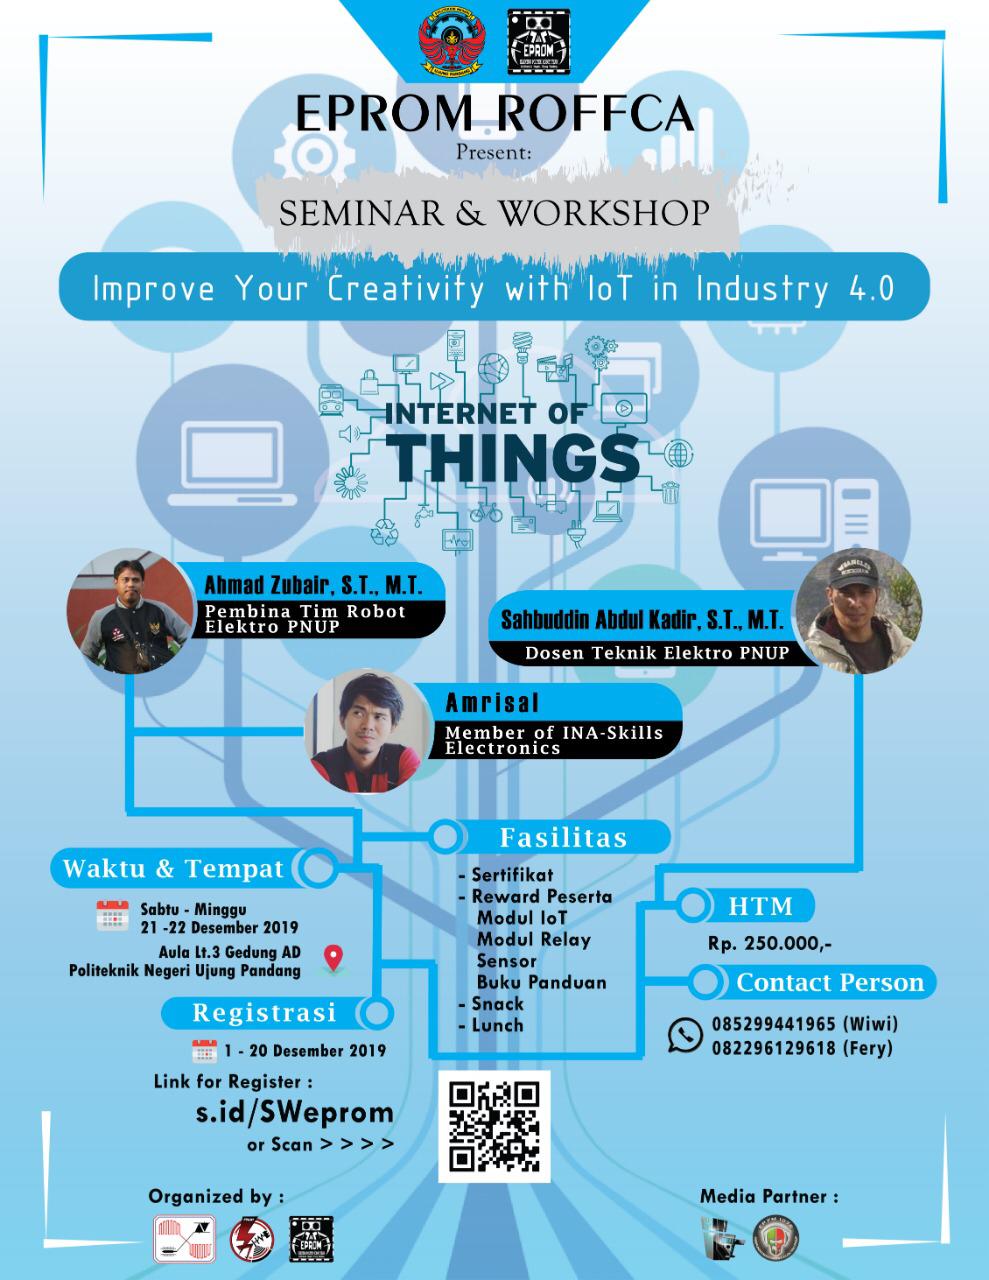 EPROM
EPROM ROFFCA
Present:
SEMINAR & WORKSHOP
Improve Your Creativity with IoT in Industry 4.0
INTERNET OF
THINGS
Ahmad Zubair, S.T., M.T.
Pembina Tim Robot
Elektro PNUP
Sahbuddin Abdul Kadir, S.T., M.T.
Dosen Teknik Elektro PNUP
Amrisal
Member of INA-Skills
Electronics
Waktu & Tempat
Sabtu - Minggu
21 -22 Desember 2019
Aula Lt.3 Gedung AD
Politeknik Negeri Ujung Pandang
Registrasi
1 - 20 Desember 2019
Link for Register :
s.id/SWeprom
or Scan > > > >
Fasilitas
- Sertifikat
- Reward Peserta
Modul IoT
Modul Relay
Sensor
Buku Panduan
- Snack
- Lunch
HTM
Rp. 250.000,-
Contact Person
085299441965 (Wiwi)
082296129618 (Fery)
Organized by :
EPROM
Media Partner :